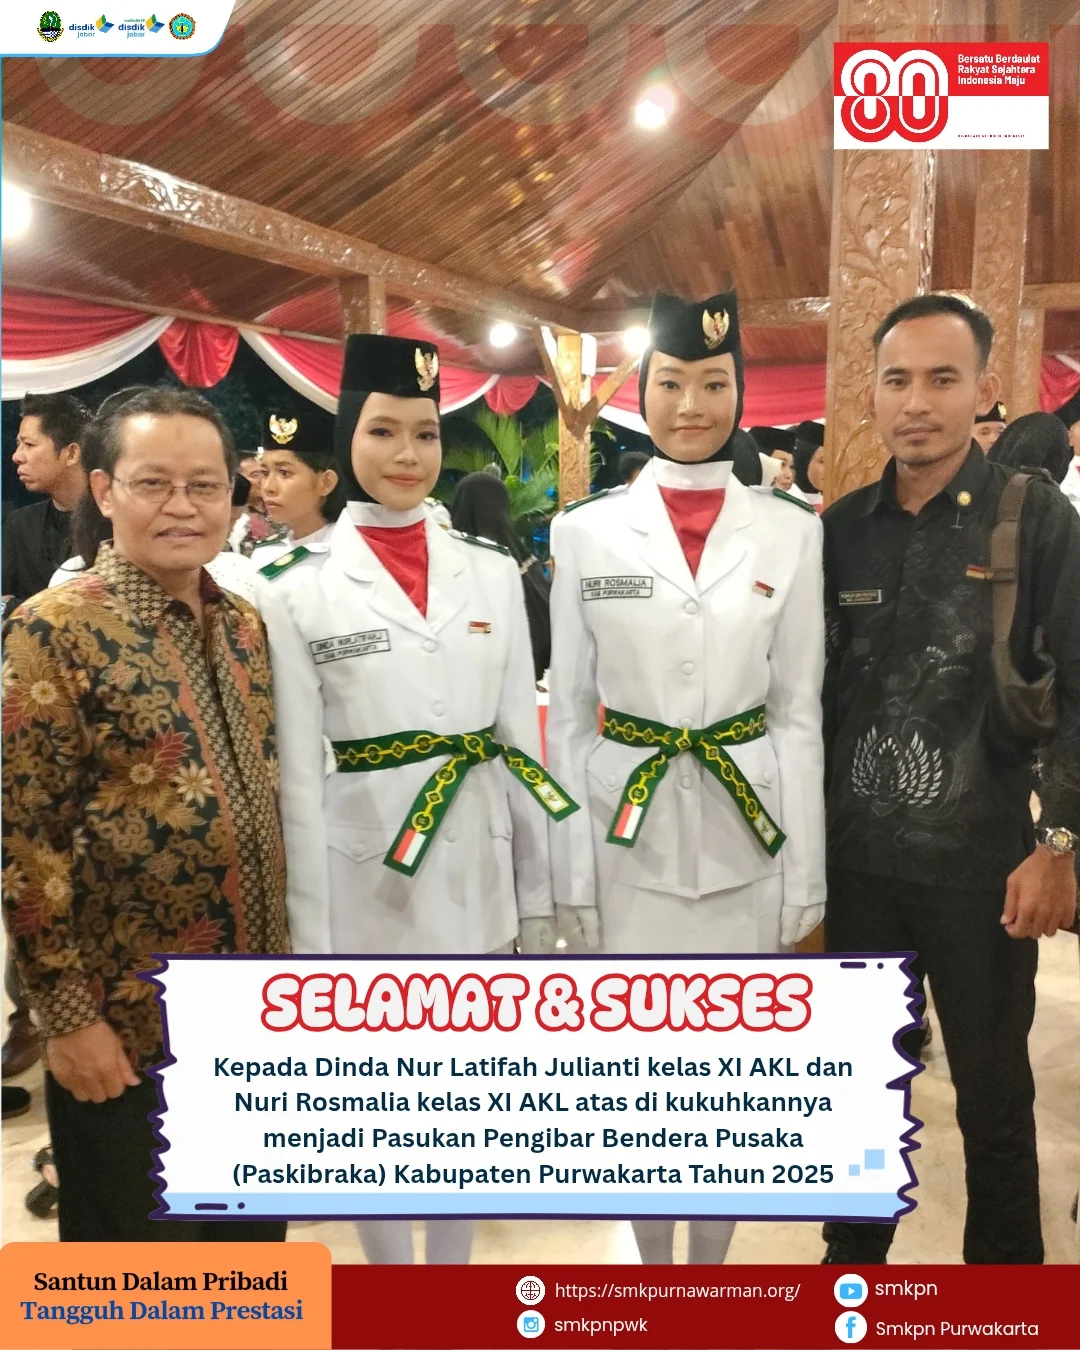 disdik
jabar
disdik
jabar
80
Bersatu Berdaulat
Rakyat Sejahtera
Indonesia Maju
NURI ROSMALIA
KAB PURWAKARTA
KAB PURWAKARTA
SELAMAT & SUKSES
Kepada Dinda Nur Latifah Julianti kelas XI AKL dan
Nuri Rosmalia kelas XI AKL atas di kukuhkannya
menjadi Pasukan Pengibar Bendera Pusaka
(Paskibraka) Kabupaten Purwakarta Tahun 2025
Santun Dalam Pribadi
Tangguh Dalam Prestasi
https://smkpurnawarman.org/
smkpnpwk
smkpn
Smkpn Purwakarta